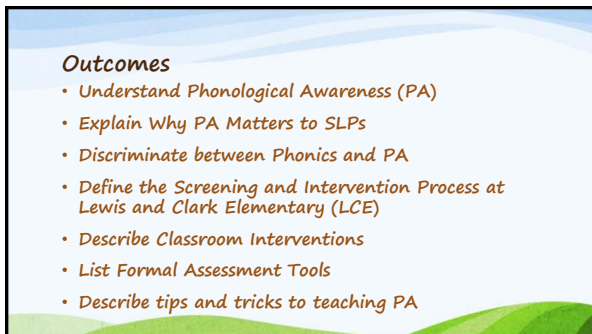 Outcomes
• Understand Phonological Awareness (PA)
• Explain Why PA Matters to SLPs
• Discriminate between Phonics and PA
• Define the Screening and Intervention Process at
Lewis and Clark Elementary (LCE)
• Describe Classroom Interventions
• List Formal Assessment Tools
• Describe tips and tricks to teaching PA